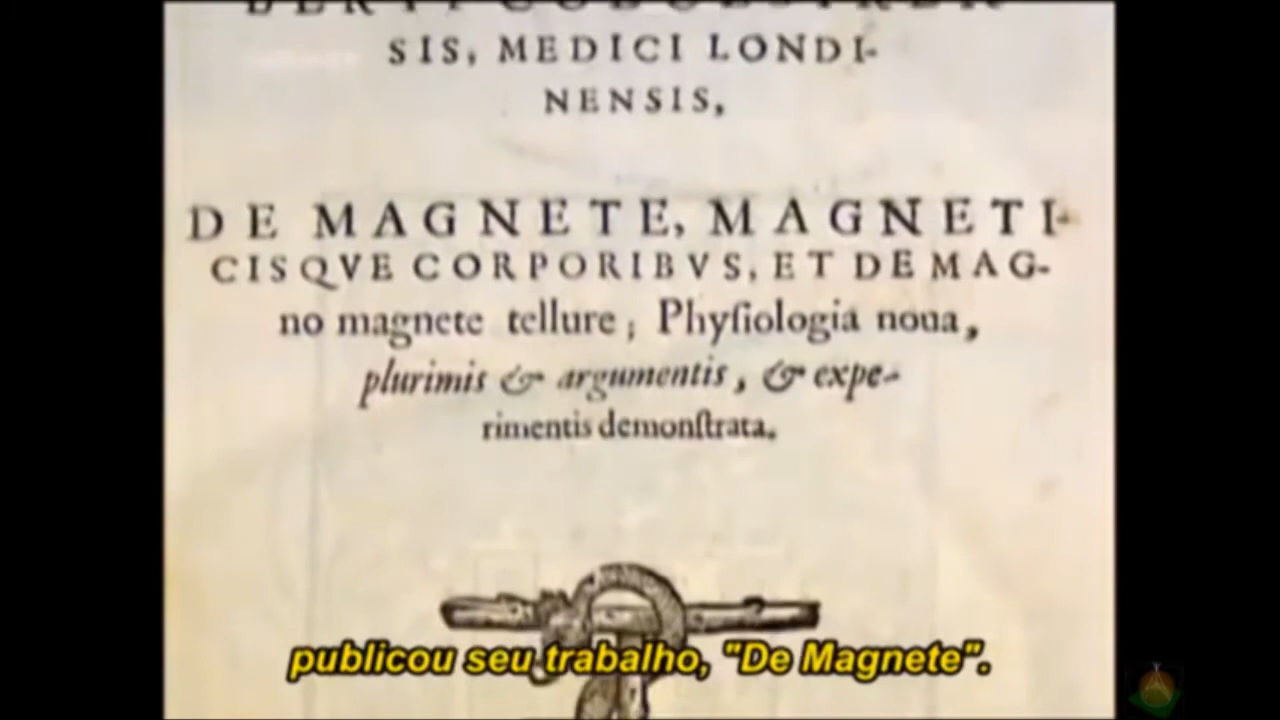 SIS, MEDICI LONDI-
NENSIS,
DE MAGNETE, MAGNETI-
CISQVE CORPORIBVS, ET DE MAG-
no magnete tellure; Phyſiologia noua,
plurimis & argumentis, & expe-
rimentis demonſtrata.
publicou seu trabalho, "De Magnete".